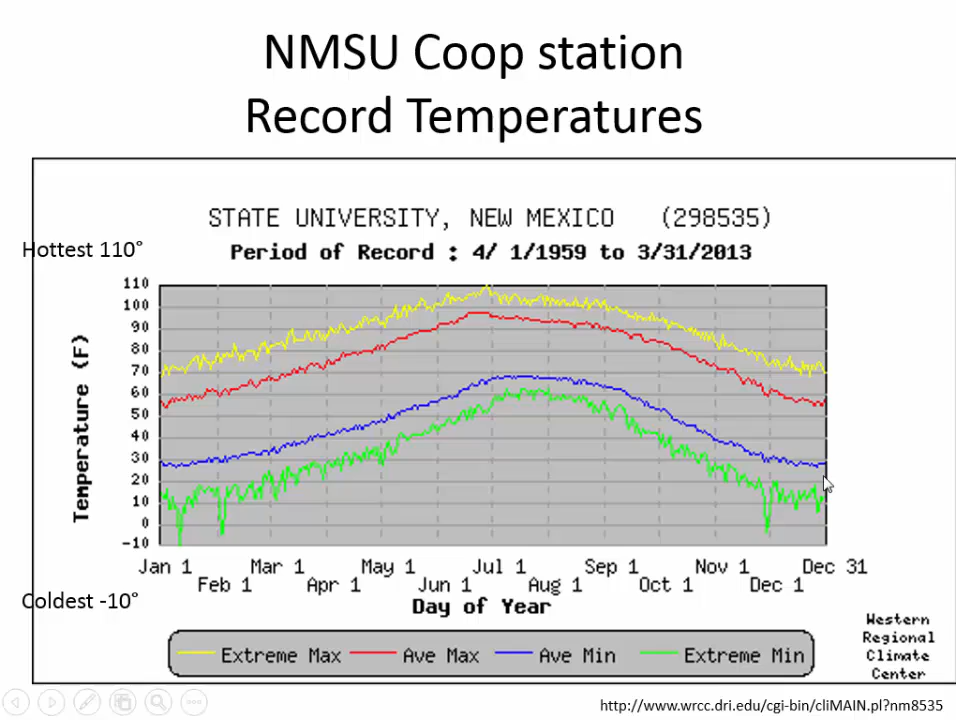 NMSU Coop station
Record Temperatures
STATE UNIVERSITY, NEW MEXICO (298535)
Hottest 110°
Period of Record : 4/ 1/1959 to 3/31/2013
110
100
90
80
70
60
50
40
30
20
10
0
-10
Temperature (F)
Jan 1 Mar 1 May 1 Jul 1 Sep 1 Nov 1 Dec 31
Feb 1 Apr 1 Jun 1 Aug 1 Oct 1 Dec 1
Coldest -10°
Day of Year
Extreme Max Ave Max Ave Min Extreme Min
Western
Regional
Climate
Center
http://www.wrcc.dri.edu/cgi-bin/cliMAIN.pl?nm8535